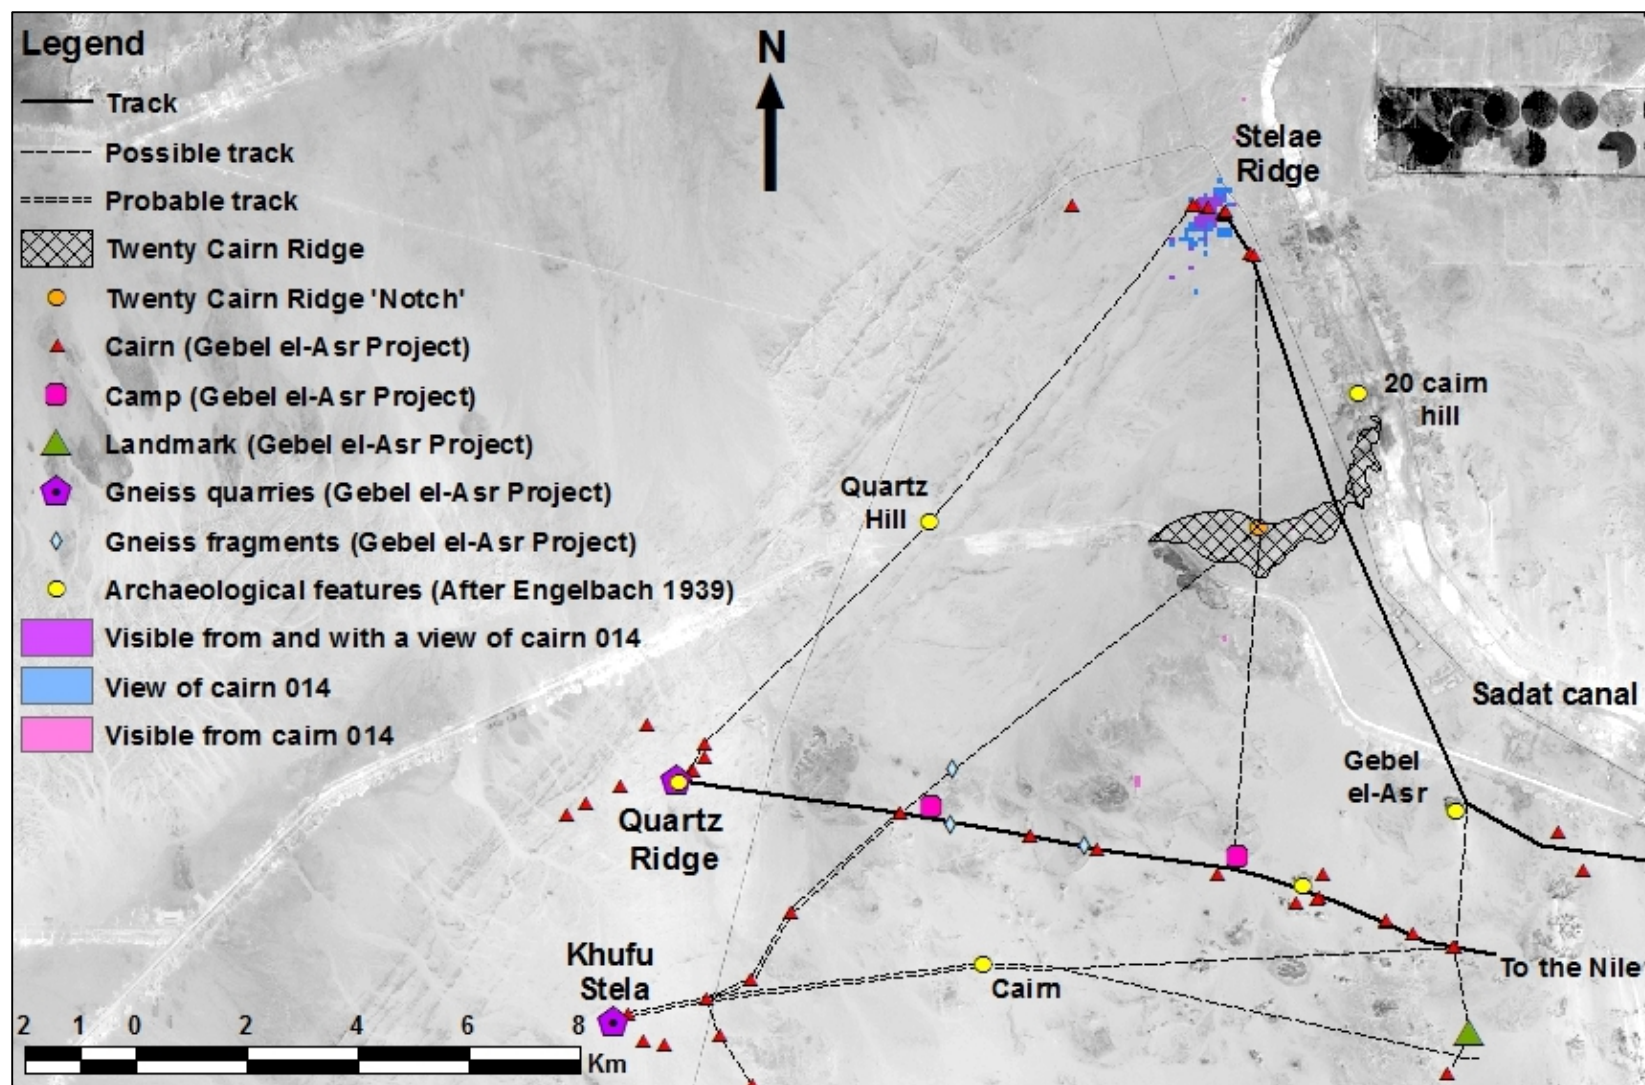 Legend
Track
Possible track
Probable track
Twenty Cairn Ridge
Twenty Cairn Ridge 'Notch'
Cairn (Gebel el-Asr Project)
Camp (Gebel el-Asr Project)
Landmark (Gebel el-Asr Project)
Gneiss quarries (Gebel el-Asr Project)
Gneiss fragments (Gebel el-Asr Project)
Archaeological features (After Engelbach 1939)
Visible from and with a view of cairn 014
View of cairn 014
Visible from cairn 014
N
Stelae
Ridge
20 cairn
hill
Quartz
Hill
Sadat canal
Gebel
el-Asr
Quartz
Ridge
Khufu
Stela
Cairn
To the Nile
2 1 0 2 4 6 8
Km